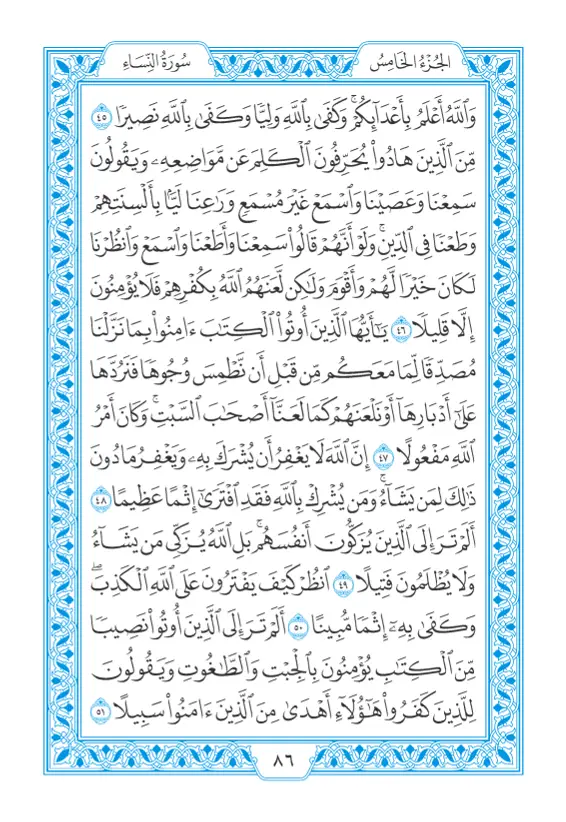 الجُزْءُ الخَامِسُ
سُورَةُ النِّسَاءِ
وَٱللَّهُ أَعۡلَمُ بِأَعۡدَآئِكُمۡۚ وَكَفَىٰ بِٱللَّهِ وَلِيّٗا وَكَفَىٰ بِٱللَّهِ نَصِيرٗا ٤٥
مِّنَ ٱلَّذِينَ هَادُواْ يُحَرِّفُونَ ٱلۡكَلِمَ عَن مَّوَاضِعِهِۦ وَيَقُولُونَ
سَمِعۡنَا وَعَصَيۡنَا وَٱسۡمَعۡ غَيۡرَ مُسۡمَعٖ وَرَٰعِنَا لَيَّۢا بِأَلۡسِنَتِهِمۡ
وَطَعۡنٗا فِي ٱلدِّينِۚ وَلَوۡ أَنَّهُمۡ قَالُواْ سَمِعۡنَا وَأَطَعۡنَا وَٱسۡمَعۡ وَٱنظُرۡنَا
لَكَانَ خَيۡرٗا لَّهُمۡ وَأَقۡوَمَ وَلَٰكِن لَّعَنَهُمُ ٱللَّهُ بِكُفۡرِهِمۡ فَلَا يُؤۡمِنُونَ
إِلَّا قَلِيلٗا ٤٦ يَٰٓأَيُّهَا ٱلَّذِينَ أُوتُواْ ٱلۡكِتَٰبَ ءَامِنُواْ بِمَا نَزَّلۡنَا
مُصَدِّقٗا لِّمَا مَعَكُم مِّن قَبۡلِ أَن نَّطۡمِسَ وُجُوهٗا فَنَرُدَّهَا
عَلَىٰٓ أَدۡبَارِهَآ أَوۡ نَلۡعَنَهُمۡ كَمَا لَعَنَّآ أَصۡحَٰبَ ٱلسَّبۡتِۚ وَكَانَ أَمۡرُ
ٱللَّهِ مَفۡعُولًا ٤٧ إِنَّ ٱللَّهَ لَا يَغۡفِرُ أَن يُشۡرَكَ بِهِۦ وَيَغۡفِرُ مَا دُونَ
ذَٰلِكَ لِمَن يَشَآءُۚ وَمَن يُشۡرِكۡ بِٱللَّهِ فَقَدِ ٱفۡتَرَىٰٓ إِثۡمًا عَظِيمًا ٤٨
أَلَمۡ تَرَ إِلَى ٱلَّذِينَ يُزَكُّونَ أَنفُسَهُمۚ بَلِ ٱللَّهُ يُزَكِّي مَن يَشَآءُ
وَلَا يُظۡلَمُونَ فَتِيلًا ٤٩ ٱنظُرۡ كَيۡفَ يَفۡتَرُونَ عَلَى ٱللَّهِ ٱلۡكَذِبَۖ
وَكَفَىٰ بِهِۦٓ إِثۡمٗا مُّبِينًا ٥٠ أَلَمۡ تَرَ إِلَى ٱلَّذِينَ أُوتُواْ نَصِيبٗا
مِّنَ ٱلۡكِتَٰبِ يُؤۡمِنُونَ بِٱلۡجِبۡتِ وَٱلطَّٰغُوتِ وَيَقُولُونَ
لِلَّذِينَ كَفَرُواْ هَٰٓؤُلَآءِ أَهۡدَىٰ مِنَ ٱلَّذِينَ ءَامَنُواْ سَبِيلًا ٥١
٨٦